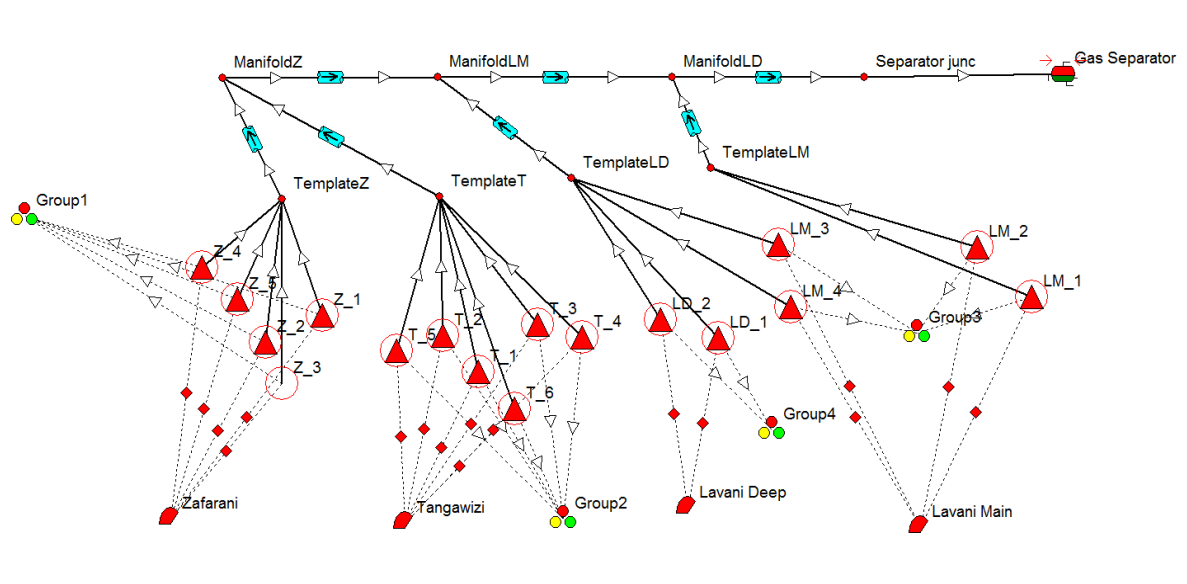 ManifoldZ
ManifoldLM
ManifoldLD
Separator junc
Gas Separator
TemplateZ
TemplateT
TemplateLD
TemplateLM
Group1
Z_4
Z_5
Z_1
Z_2
Z_3
T_5
T_2
T_3
T_4
T_1
T_6
LM_3
LM_2
LM_4
LM_1
LD_2
LD_1
Group3
Group4
Zafarani
Tangawizi
Group2
Lavani Deep
Lavani Main